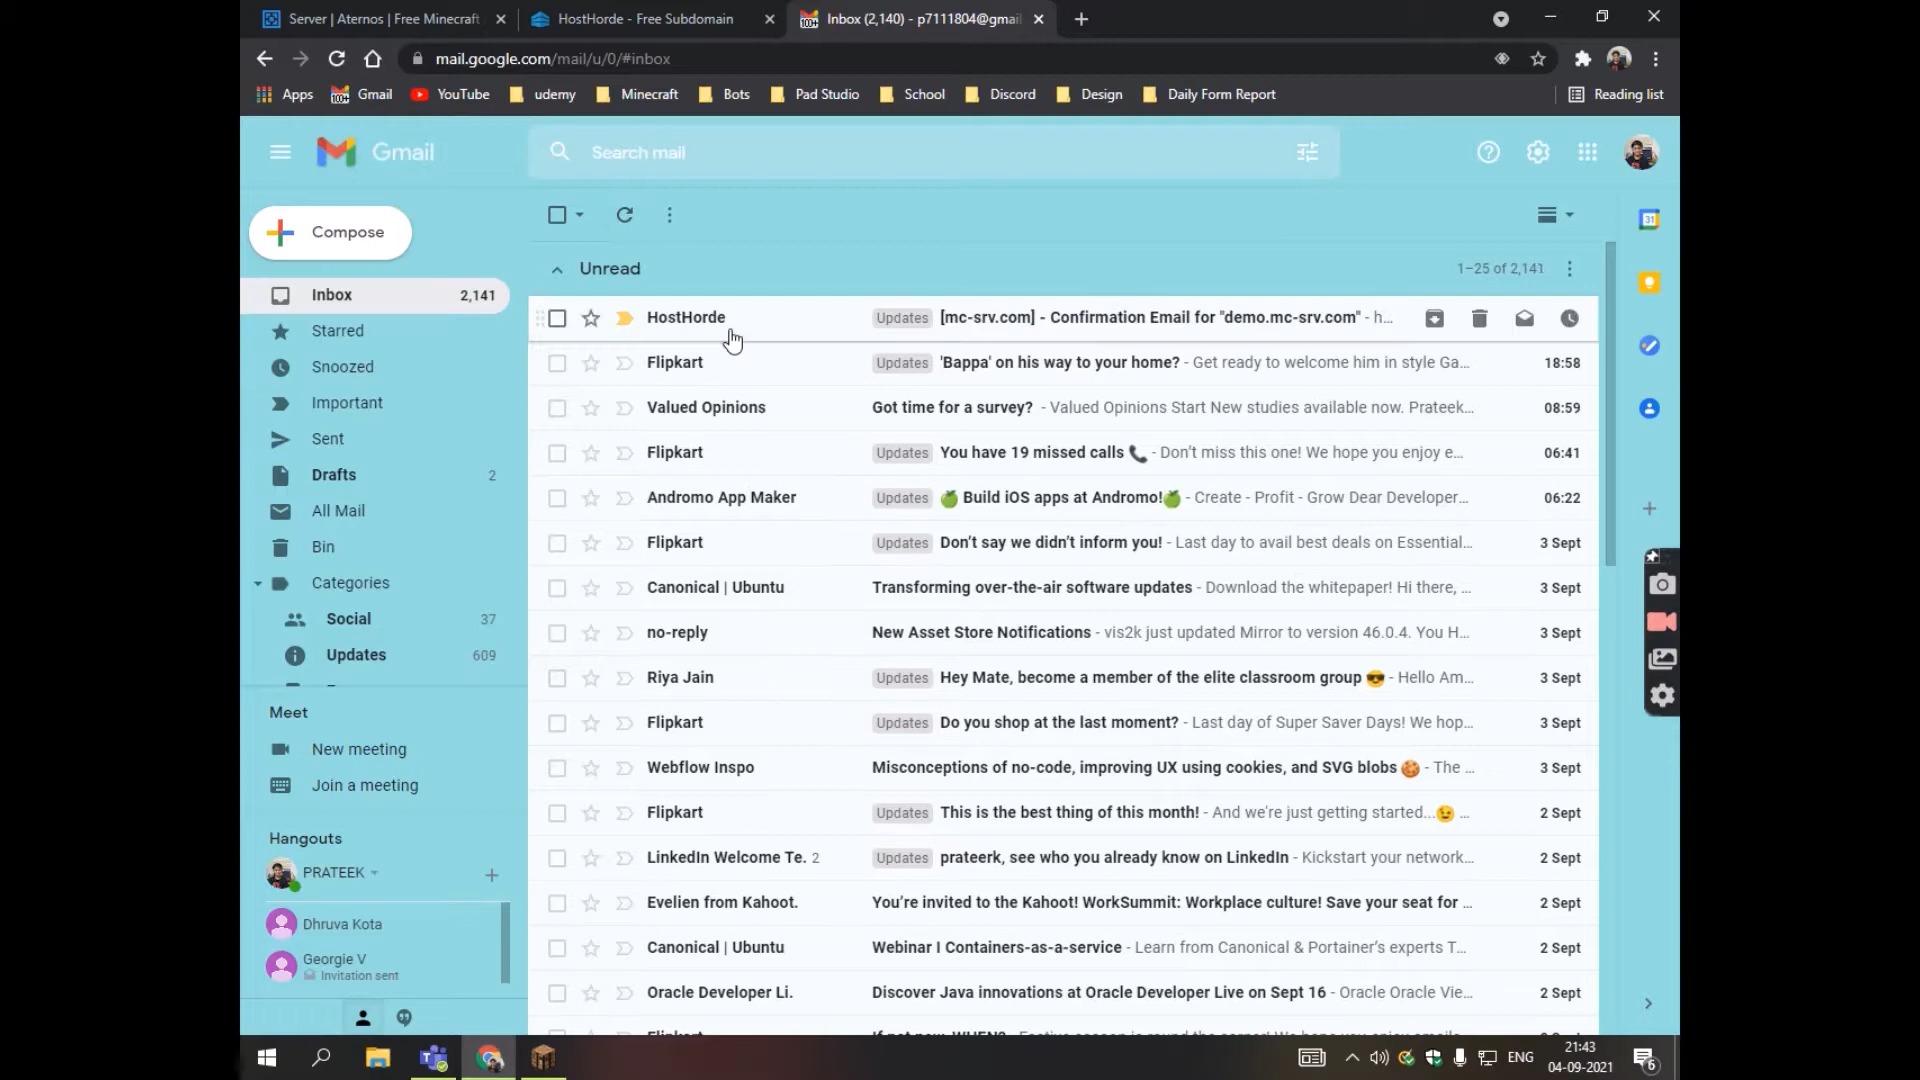 Server | Aternos | Free Minecraft
HostHorde - Free Subdomain
Inbox (2,140) - p7111804@gmai
mail.google.com/mail/u/0/#inbox
Apps Gmail YouTube udemy Minecraft Bots Pad Studio School Discord Design Daily Form Report Reading list
Gmail
Search mail
Compose
Unread
1–25 of 2,141
Inbox 2,141
Starred
Snoozed
Important
Sent
Drafts 2
All Mail
Bin
Categories
Social 37
Updates 609
Meet
New meeting
Join a meeting
Hangouts
PRATEEK
Dhruva Kota
Georgie V
Invitation sent
HostHorde Updates [mc-srv.com] - Confirmation Email for "demo.mc-srv.com" - h...
Flipkart Updates 'Bappa' on his way to your home? - Get ready to welcome him in style Ga... 18:58
Valued Opinions Got time for a survey? - Valued Opinions Start New studies available now. Prateek... 08:59
Flipkart Updates You have 19 missed calls 📞 - Don't miss this one! We hope you enjoy e... 06:41
Andromo App Maker Updates 🍏 Build iOS apps at Andromo!🍏 - Create - Profit - Grow Dear Developer... 06:22
Flipkart Updates Don't say we didn't inform you! - Last day to avail best deals on Essential... 3 Sept
Canonical | Ubuntu Transforming over-the-air software updates - Download the whitepaper! Hi there, ... 3 Sept
no-reply New Asset Store Notifications - vis2k just updated Mirror to version 46.0.4. You H... 3 Sept
Riya Jain Updates Hey Mate, become a member of the elite classroom group 😎 - Hello Am... 3 Sept
Flipkart Updates Do you shop at the last moment? - Last day of Super Saver Days! We hop... 3 Sept
Webflow Inspo Misconceptions of no-code, improving UX using cookies, and SVG blobs 🍪 - The ... 3 Sept
Flipkart Updates This is the best thing of this month! - And we're just getting started...😉 ... 2 Sept
LinkedIn Welcome Te. 2 Updates prateerk, see who you already know on LinkedIn - Kickstart your network... 2 Sept
Evelien from Kahoot. You're invited to the Kahoot! WorkSummit: Workplace culture! Save your seat for ... 2 Sept
Canonical | Ubuntu Webinar I Containers-as-a-service - Learn from Canonical & Portainer's experts T... 2 Sept
Oracle Developer Li. Discover Java innovations at Oracle Developer Live on Sept 16 - Oracle Oracle Vie... 2 Sept
ENG
21:43
04-09-2021
6